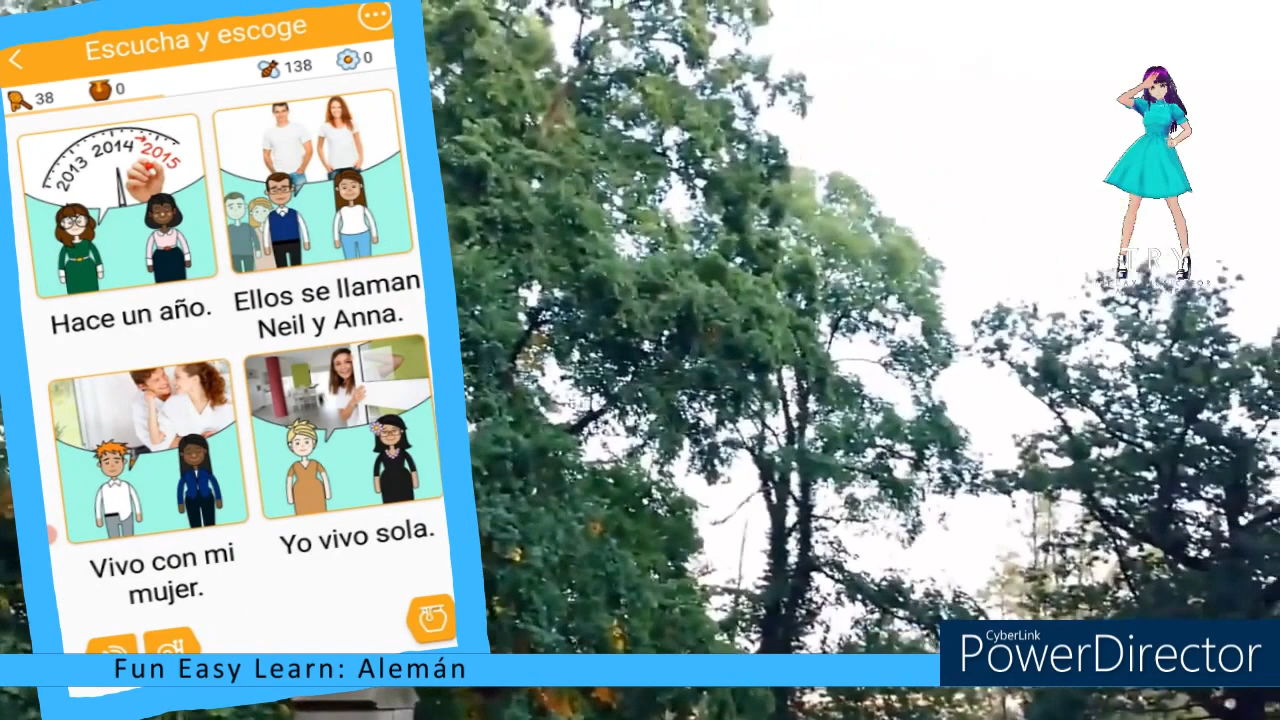 Escucha y escoge
38
0
138
0
2013 2014 2015
Hace un año.
Ellos se llaman
Neil y Anna.
Vivo con mi
mujer.
Yo vivo sola.
TRY
Fun Easy Learn: Alemán
CyberLink
PowerDirector